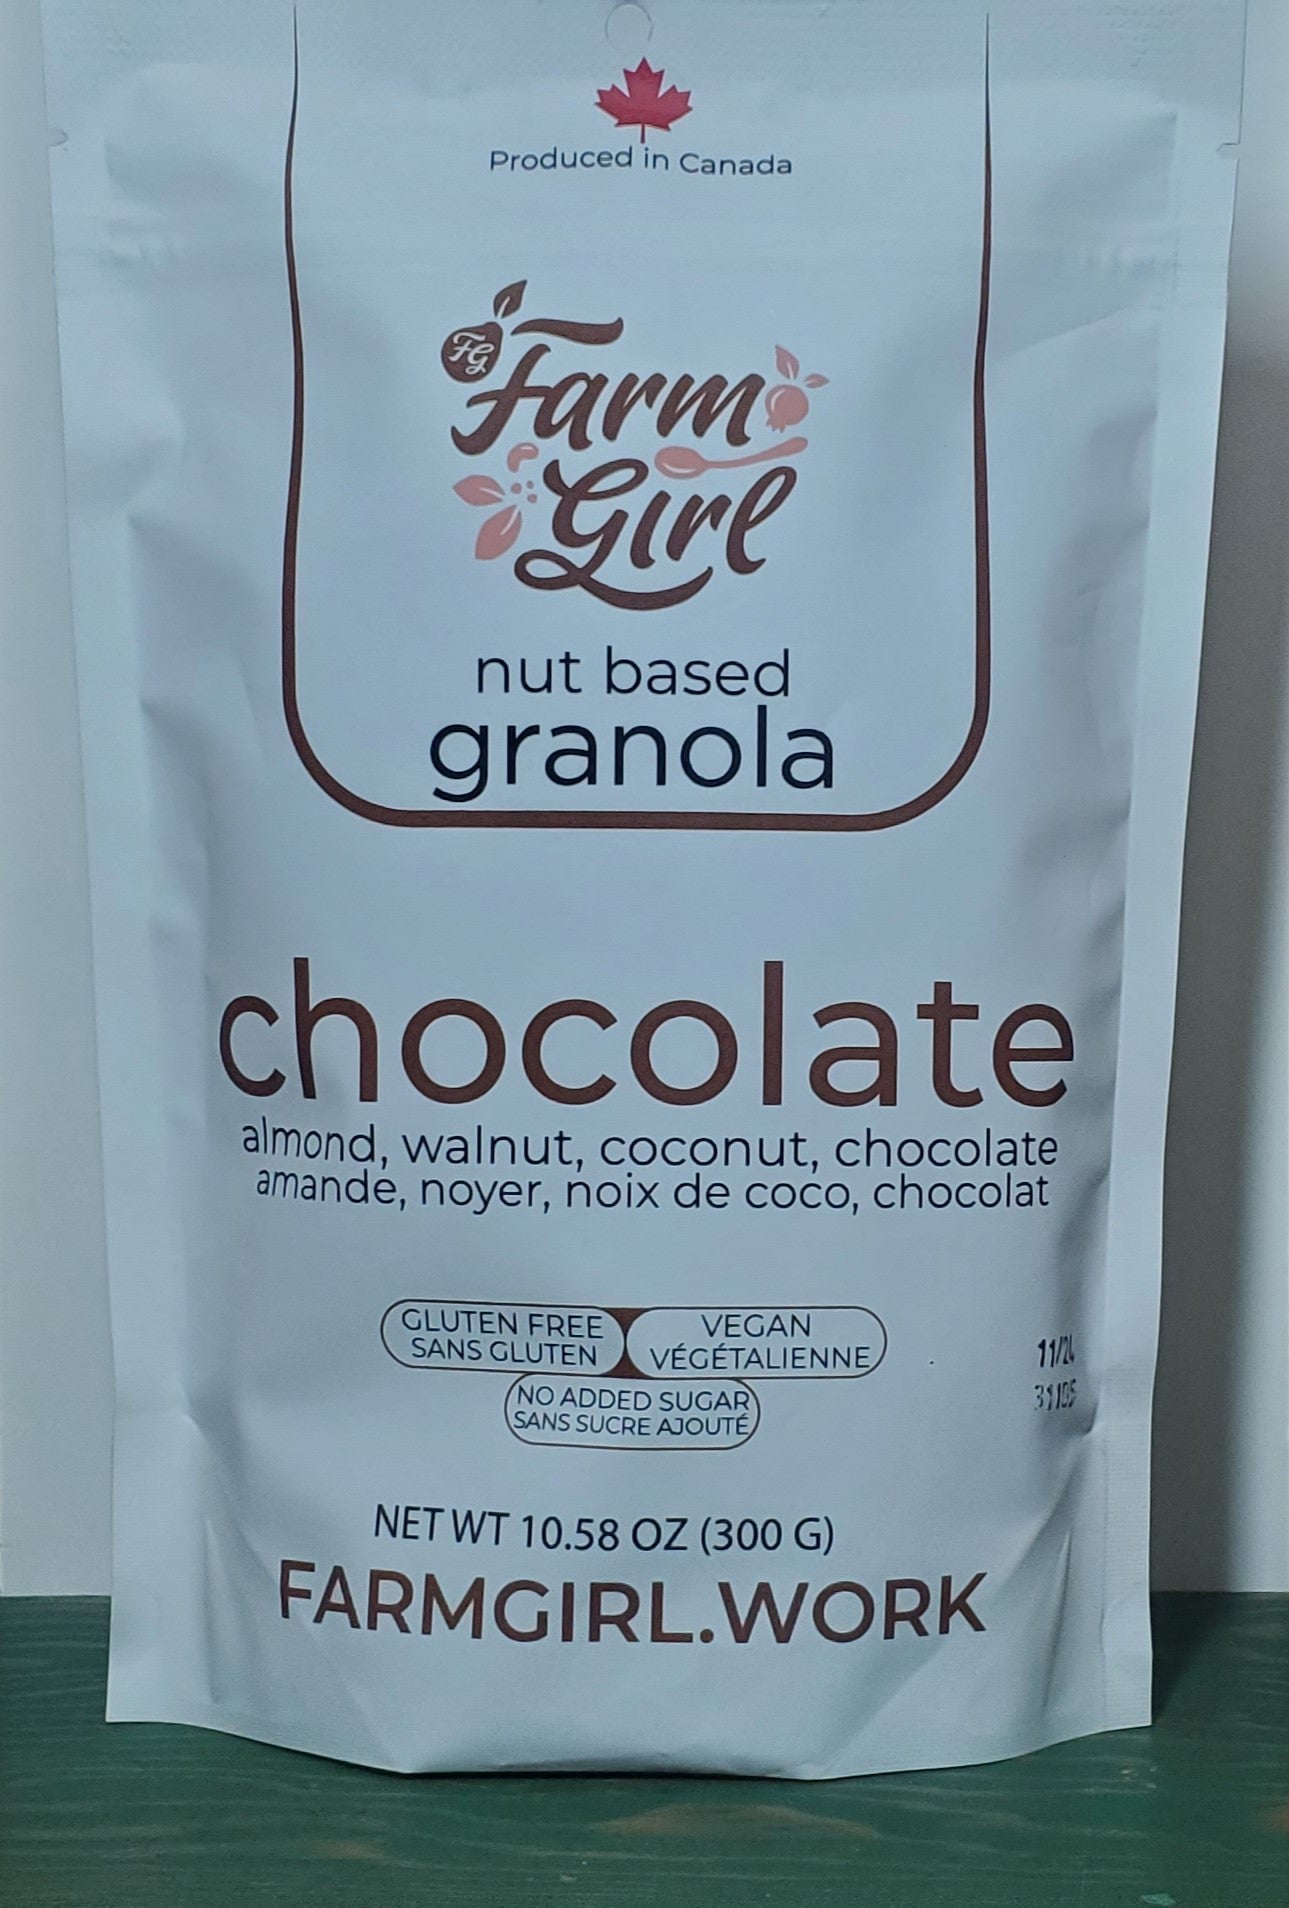 Produced in Canada
FG
Farm
Girl
nut based
granola
chocolate
almond, walnut, coconut, chocolate
amande, noyer, noix de coco, chocolat
GLUTEN FREE
SANS GLUTEN
VEGAN
VÉGÉTALIENNE
NO ADDED SUGAR
SANS SUCRE AJOUTÉ
NET WT 10.58 OZ (300 G)
FARMGIRL.WORK